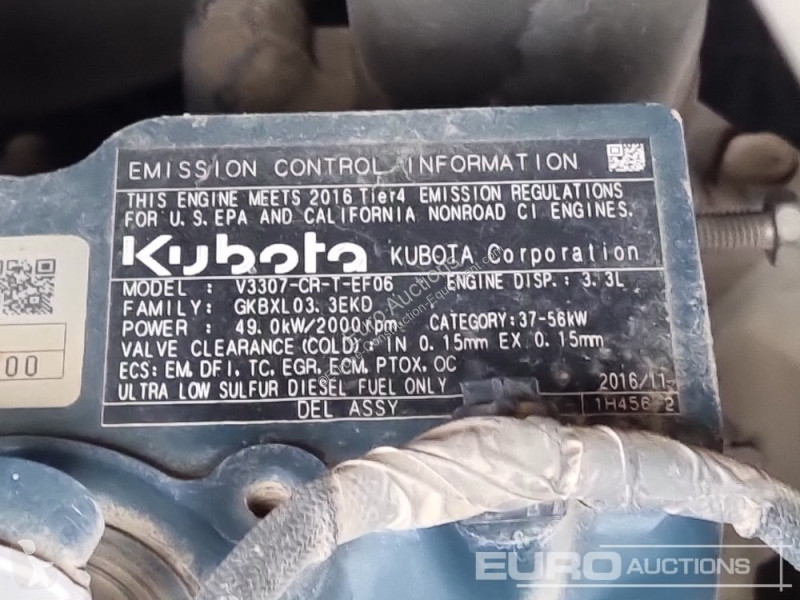 EMISSION CONTROL INFORMATION
THIS ENGINE MEETS 2016 Tier4 EMISSION REGULATIONS
FOR U.S. EPA AND CALIFORNIA NONROAD CI ENGINES.
Kubota KUBOTA Corporation
MODEL : V3307-CR-T-EF06 ENGINE DISP.: 3.3L
FAMILY: GKBXL03.3EKD
POWER : 49.0kW/2000rpm CATEGORY:37-56kW
VALVE CLEARANCE(COLD): IN 0.15mm EX 0.15mm
ECS: EM, DFI, TC, EGR, ECM, PTOX, OC
ULTRA LOW SULFUR DIESEL FUEL ONLY 2016/11
DEL ASSY
00
EURO AUCTIONS